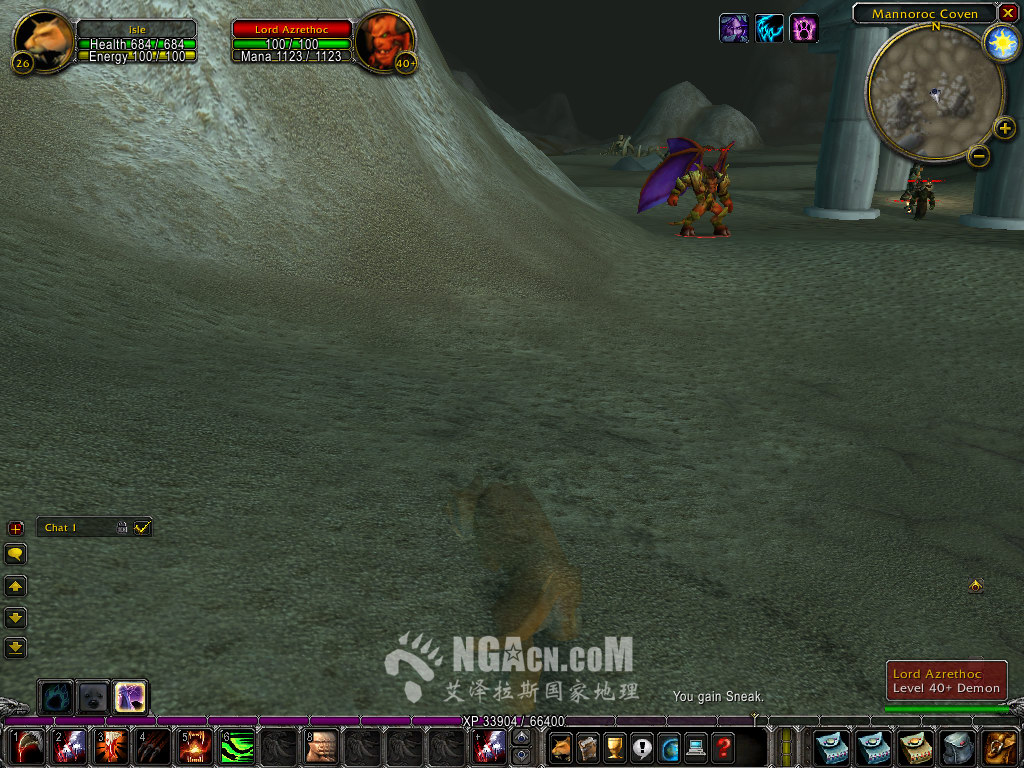 isle
Health 684 / 684
Energy 100 / 100
26
Lord Azrethoc
100 / 100
Mana 1123 / 1123
40+
Mannoroc Coven
N
Chat 1
NGACN.COM
艾泽拉斯国家地理
You gain Sneak.
Lord Azrethoc
Level 40+ Demon
XP 33904 / 66400
1
2
3
4
5
6
8
+